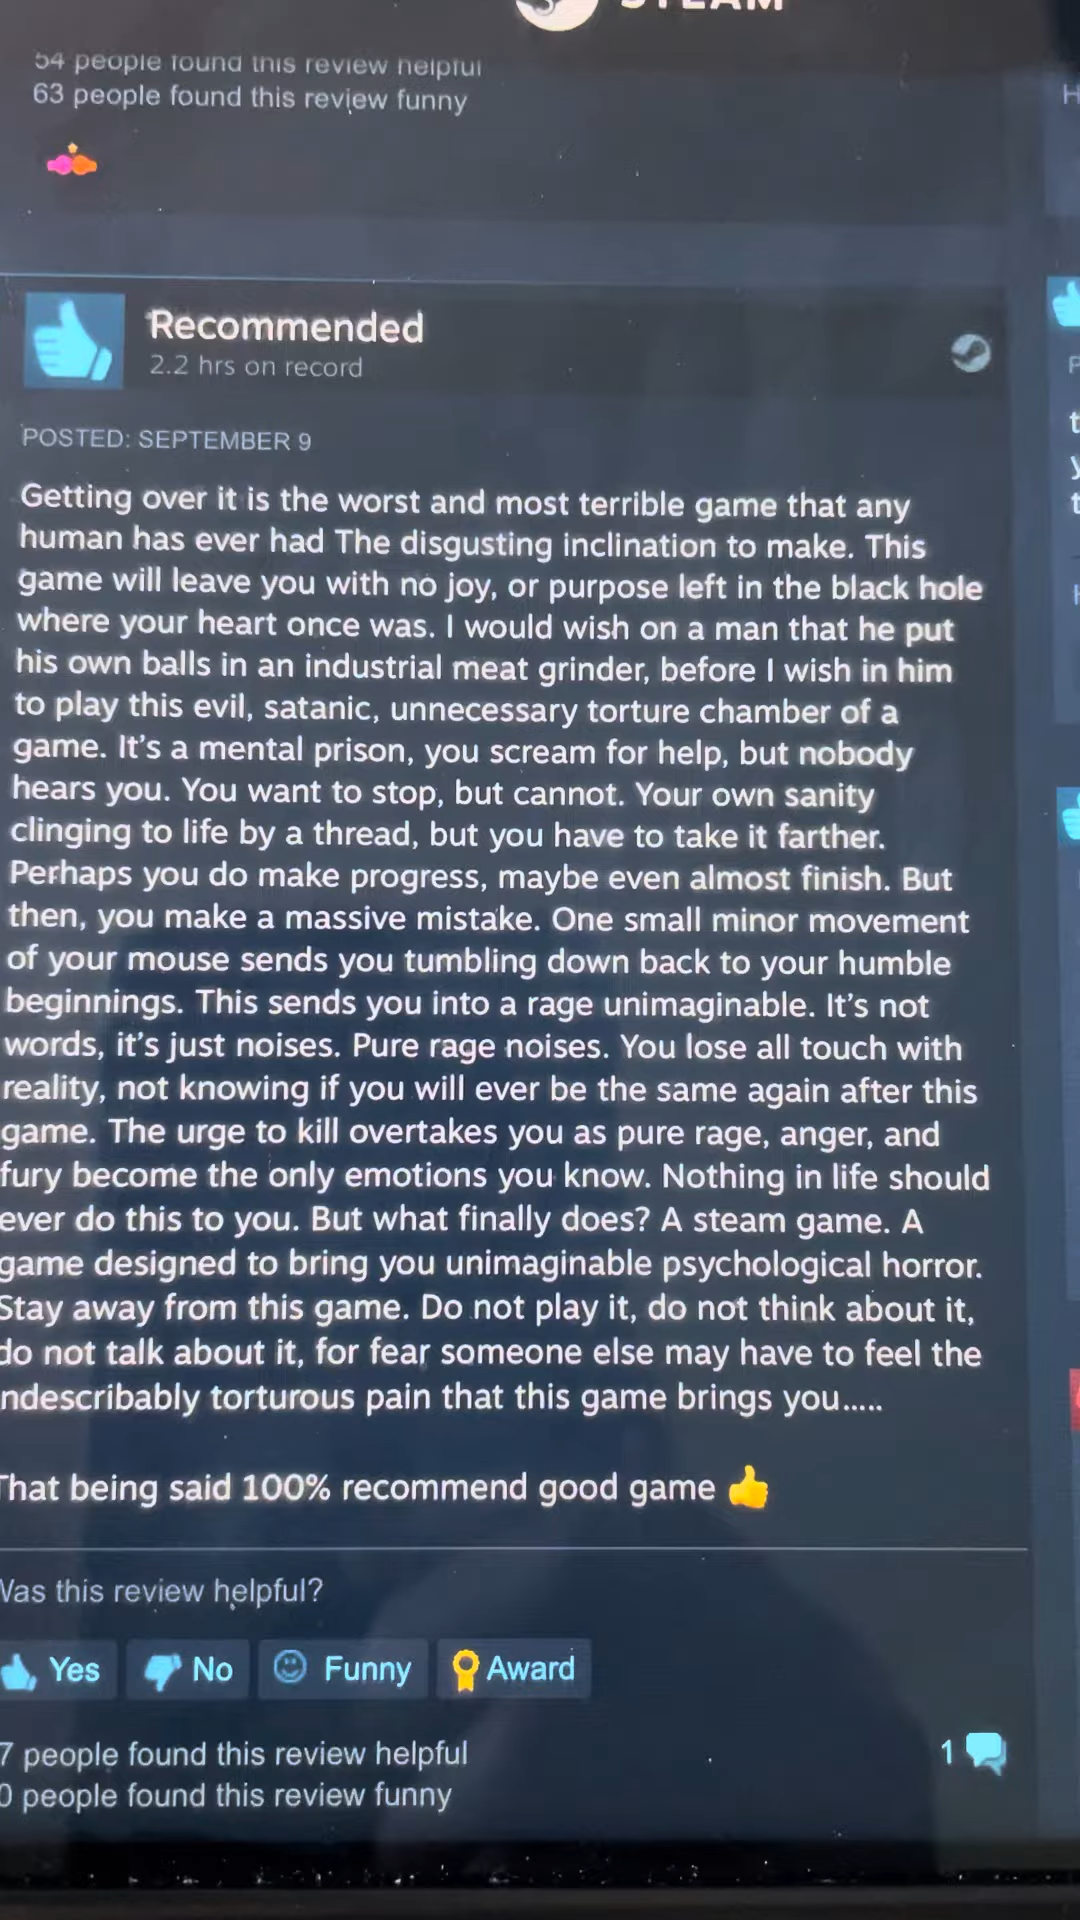 STEAM
54 people found this review helpful
63 people found this review funny
Recommended
2.2 hrs on record
POSTED: SEPTEMBER 9
Getting over it is the worst and most terrible game that any
human has ever had The disgusting inclination to make. This
game will leave you with no joy, or purpose left in the black hole
where your heart once was. I would wish on a man that he put
his own balls in an industrial meat grinder, before I wish in him
to play this evil, satanic, unnecessary torture chamber of a
game. It's a mental prison, you scream for help, but nobody
hears you. You want to stop, but cannot. Your own sanity
clinging to life by a thread, but you have to take it farther.
Perhaps you do make progress, maybe even almost finish. But
then, you make a massive mistake. One small minor movement
of your mouse sends you tumbling down back to your humble
beginnings. This sends you into a rage unimaginable. It's not
words, it's just noises. Pure rage noises. You lose all touch with
reality, not knowing if you will ever be the same again after this
game. The urge to kill overtakes you as pure rage, anger, and
fury become the only emotions you know. Nothing in life should
ever do this to you. But what finally does? A steam game. A
game designed to bring you unimaginable psychological horror.
Stay away from this game. Do not play it, do not think about it,
do not talk about it, for fear someone else may have to feel the
ndescribably torturous pain that this game brings you.....
That being said 100% recommend good game 👍
Was this review helpful?
Yes No Funny Award
7 people found this review helpful
1
0 people found this review funny